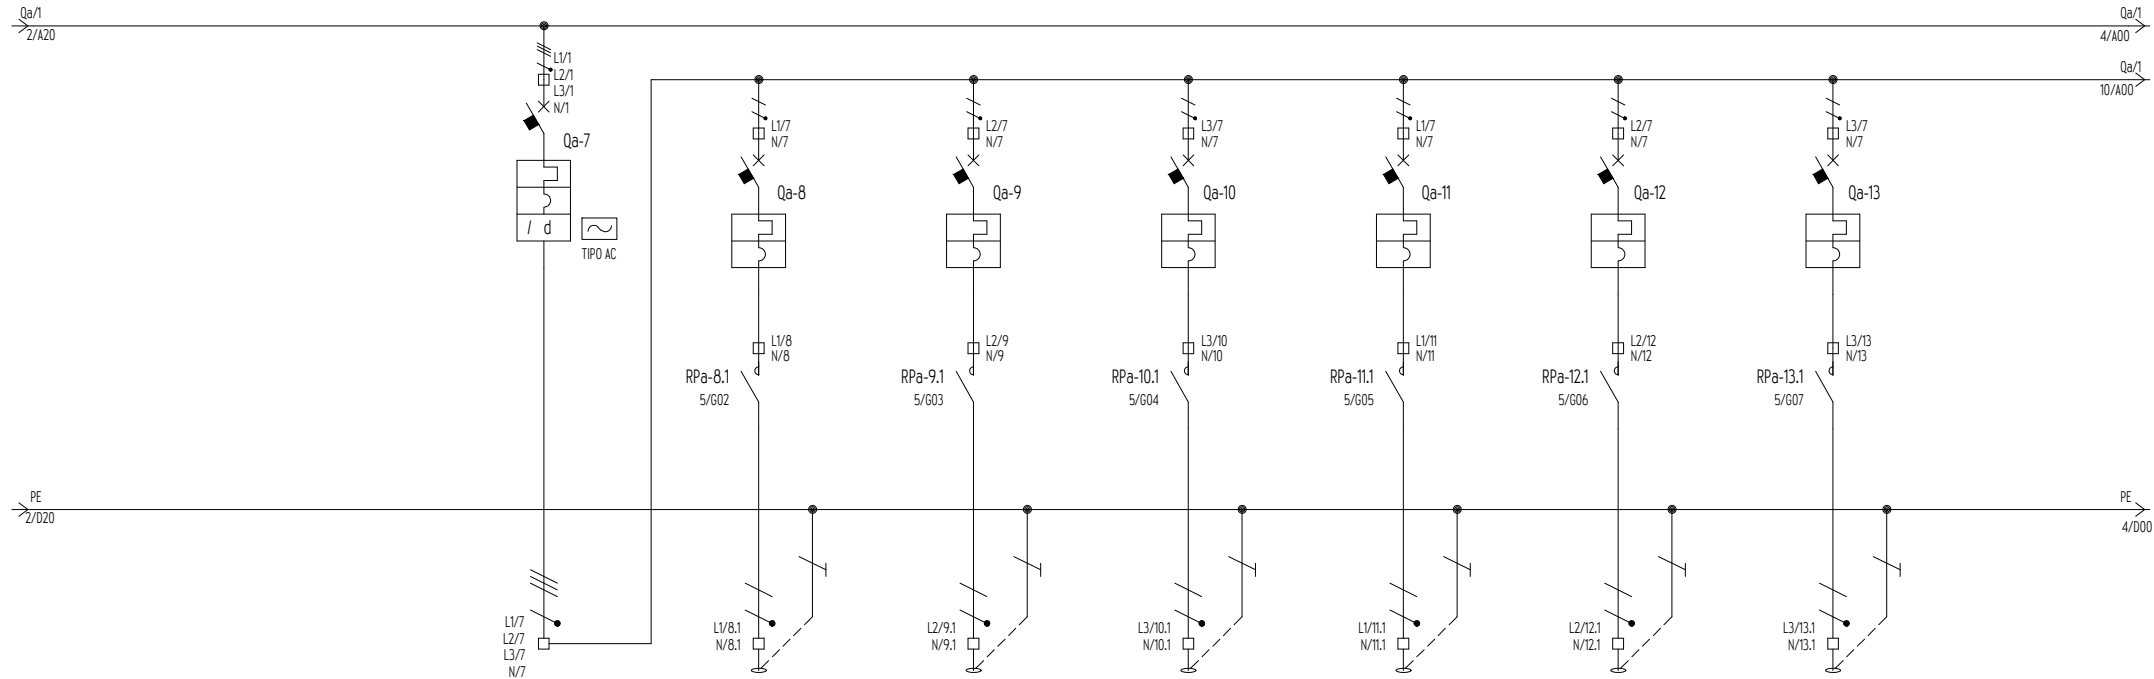 Qa/1
2/A20
Qa/1
4/A00
L1/1
L2/1
L3/1
N/1
Qa/1
10/A00
Qa-7
I d
TIPO AC
L1/7
N/7
L2/7
N/7
L3/7
N/7
L1/7
N/7
L2/7
N/7
L3/7
N/7
Qa-8
Qa-9
Qa-10
Qa-11
Qa-12
Qa-13
L1/8
N/8
L2/9
N/9
L3/10
N/10
L1/11
N/11
L2/12
N/12
L3/13
N/13
RPa-8.1
5/G02
RPa-9.1
5/G03
RPa-10.1
5/G04
RPa-11.1
5/G05
RPa-12.1
5/G06
RPa-13.1
5/G07
PE
2/D20
PE
4/D00
L1/7
L2/7
L3/7
N/7
L1/8.1
N/8.1
L2/9.1
N/9.1
L3/10.1
N/10.1
L1/11.1
N/11.1
L2/12.1
N/12.1
L3/13.1
N/13.1